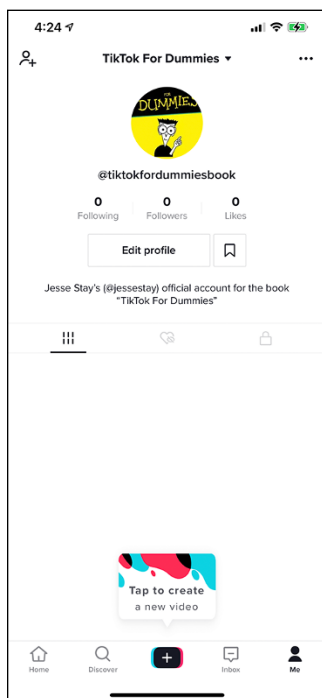 4:24
TikTok For Dummies
FOR
DUMMIES
@tiktokfordummiesbook
0 0 0
Following Followers Likes
Edit profile
Jesse Stay's (@jessestay) official account for the book
"TikTok For Dummies"
Tap to create
a new video
Home Discover Inbox Me